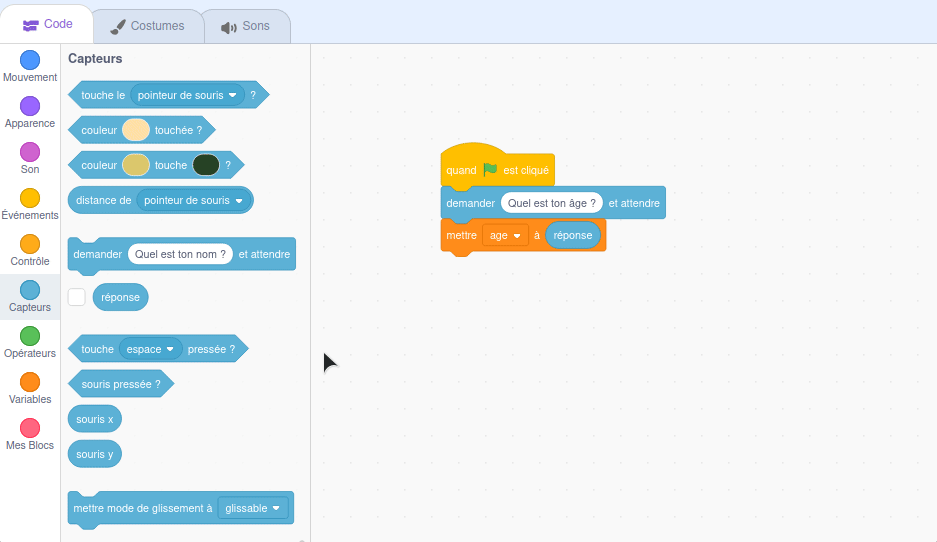 Code Costumes Sons
Mouvement
Apparence
Son
Événements
Contrôle
Capteurs
Opérateurs
Variables
Mes Blocs
Capteurs
touche le pointeur de souris ?
couleur touchée ?
couleur touche ?
distance de pointeur de souris
demander Quel est ton nom ? et attendre
réponse
touche espace pressée ?
souris pressée ?
souris x
souris y
mettre mode de glissement à glissable
quand est cliqué
demander Quel est ton âge ? et attendre
mettre age à réponse